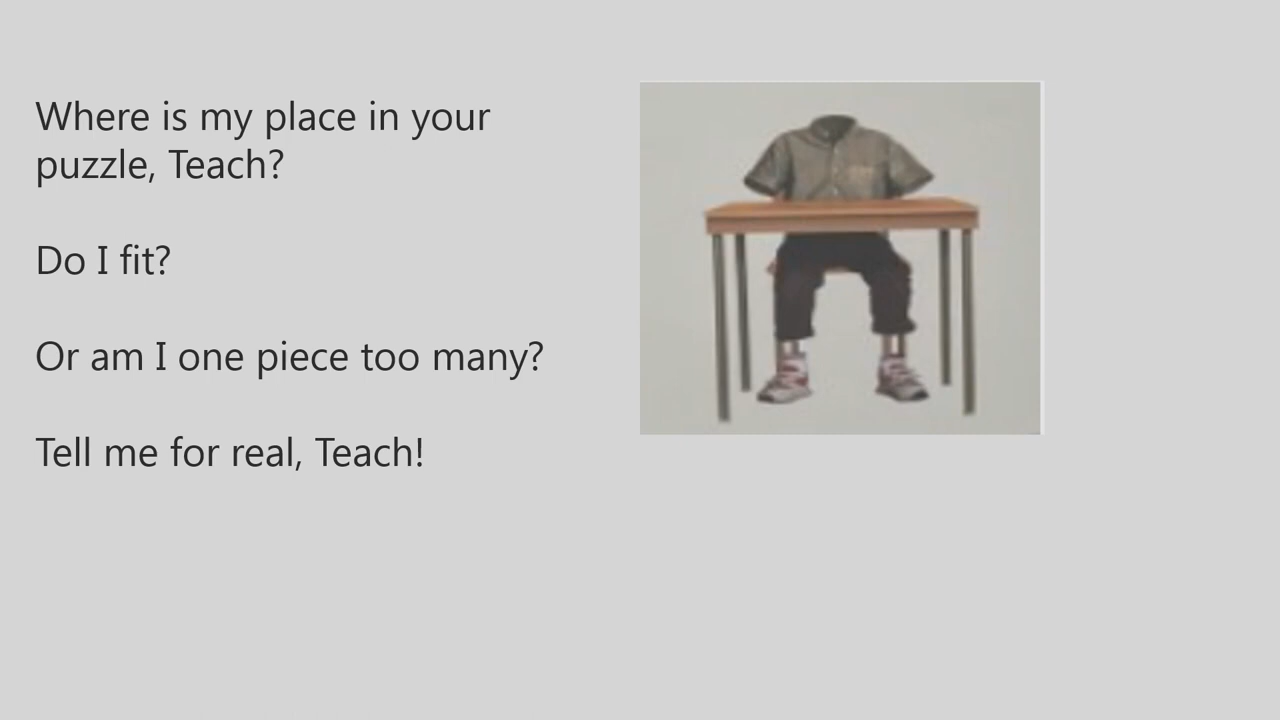 Where is my place in your
puzzle, Teach?
Do I fit?
Or am I one piece too many?
Tell me for real, Teach!